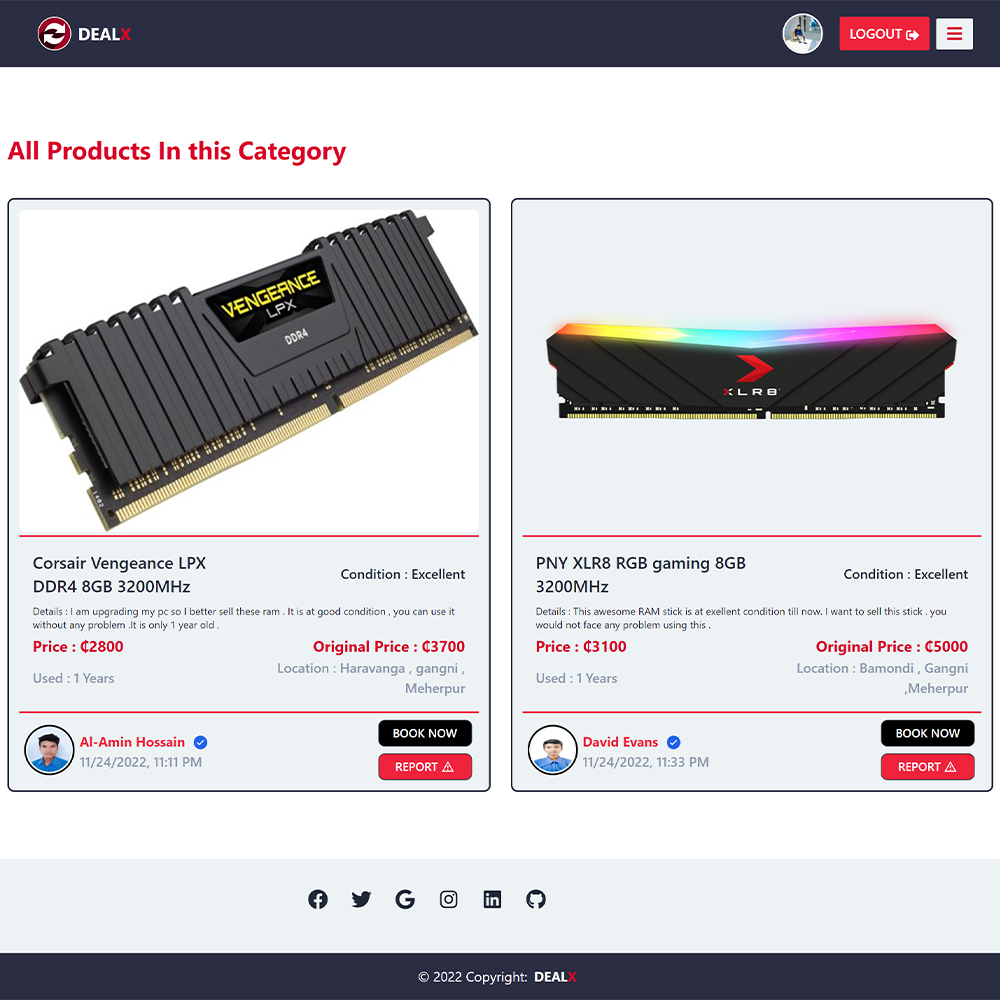 DEALX
LOGOUT
All Products In this Category
VENGEANCE
LPX
DDR4
XLR8
Corsair Vengeance LPX
DDR4 8GB 3200MHz
Condition : Excellent
Details : I am upgrading my pc so I better sell these ram . It is at good condition , you can use it
without any problem .It is only 1 year old .
Price : ₵2800
Original Price : ₵3700
Used : 1 Years
Location : Haravanga , gangni ,
Meherpur
Al-Amin Hossain
11/24/2022, 11:11 PM
BOOK NOW
REPORT
PNY XLR8 RGB gaming 8GB
3200MHz
Condition : Excellent
Details : This awesome RAM stick is at exellent condition till now. I want to sell this stick . you
would not face any problem using this .
Price : ₵3100
Original Price : ₵5000
Used : 1 Years
Location : Bamondi , Gangni
,Meherpur
David Evans
11/24/2022, 11:33 PM
BOOK NOW
REPORT
© 2022 Copyright: DEALX